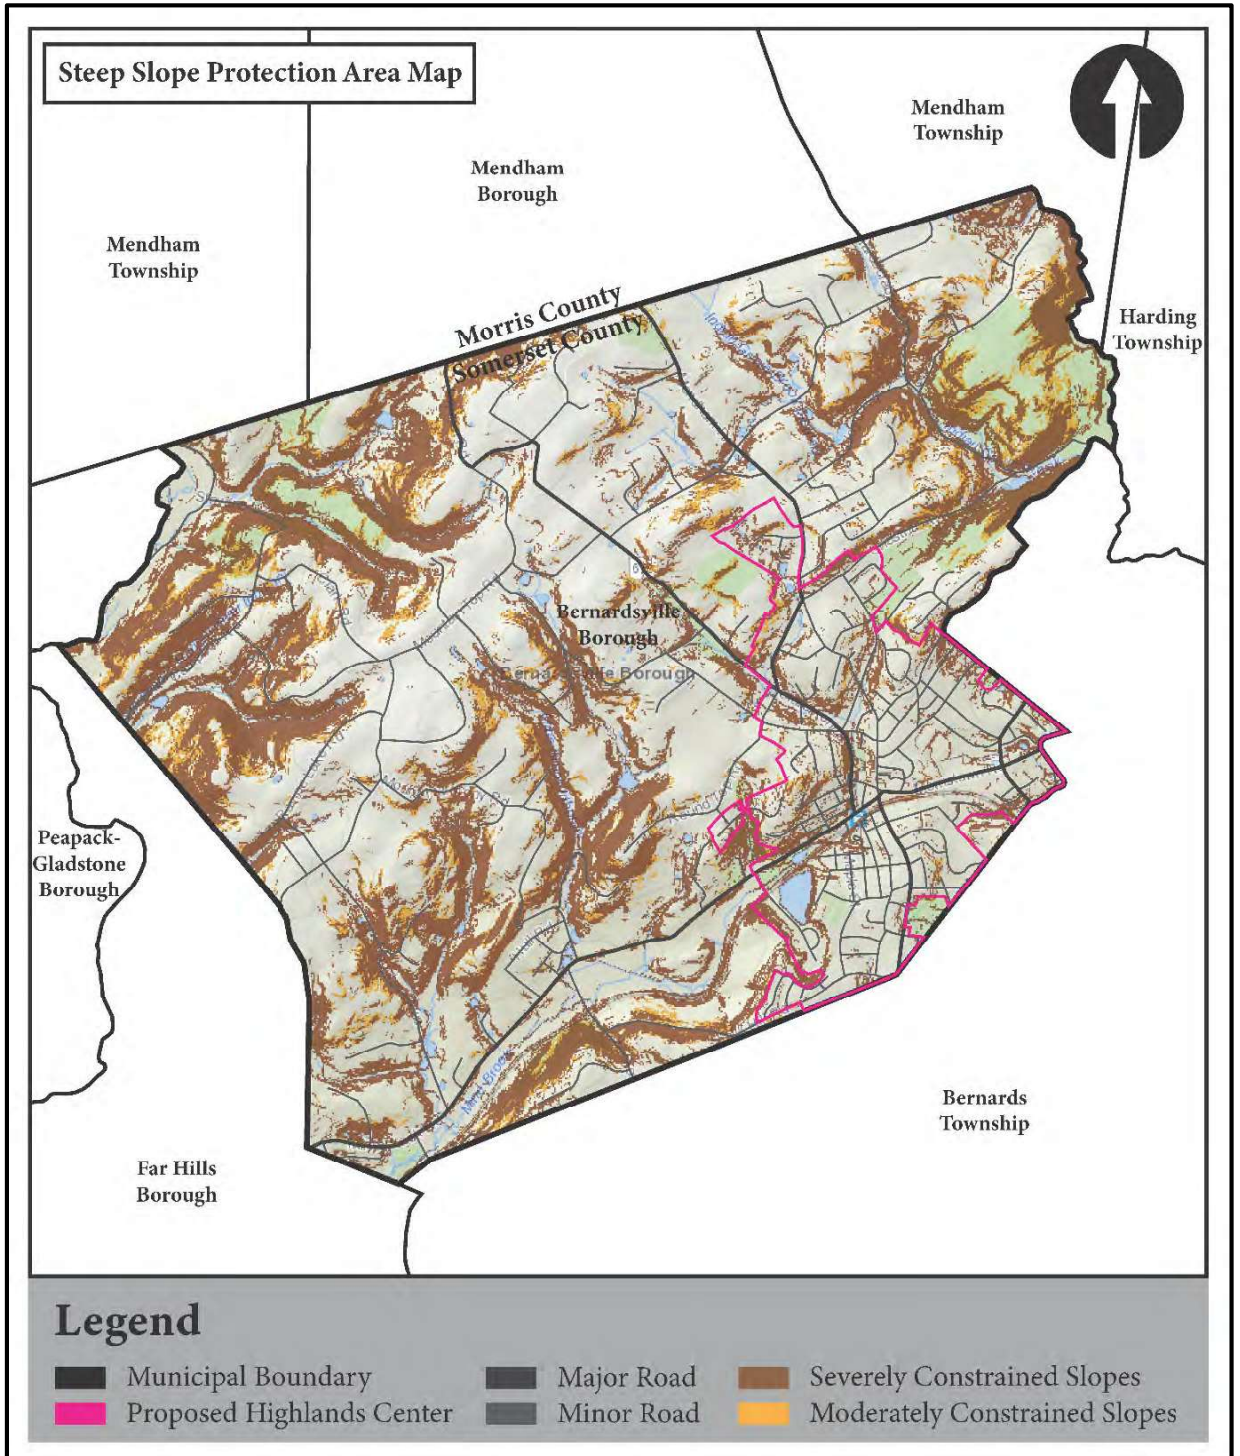 Steep Slope Protection Area Map
Mendham
Township
Mendham
Borough
Mendham
Township
Morris County
Somerset County
Harding
Township
Bernardsville
Borough
Peapack-
Gladstone
Borough
Bernards
Township
Far Hills
Borough
Legend
Municipal Boundary
Major Road
Severely Constrained Slopes
Proposed Highlands Center
Minor Road
Moderately Constrained Slopes